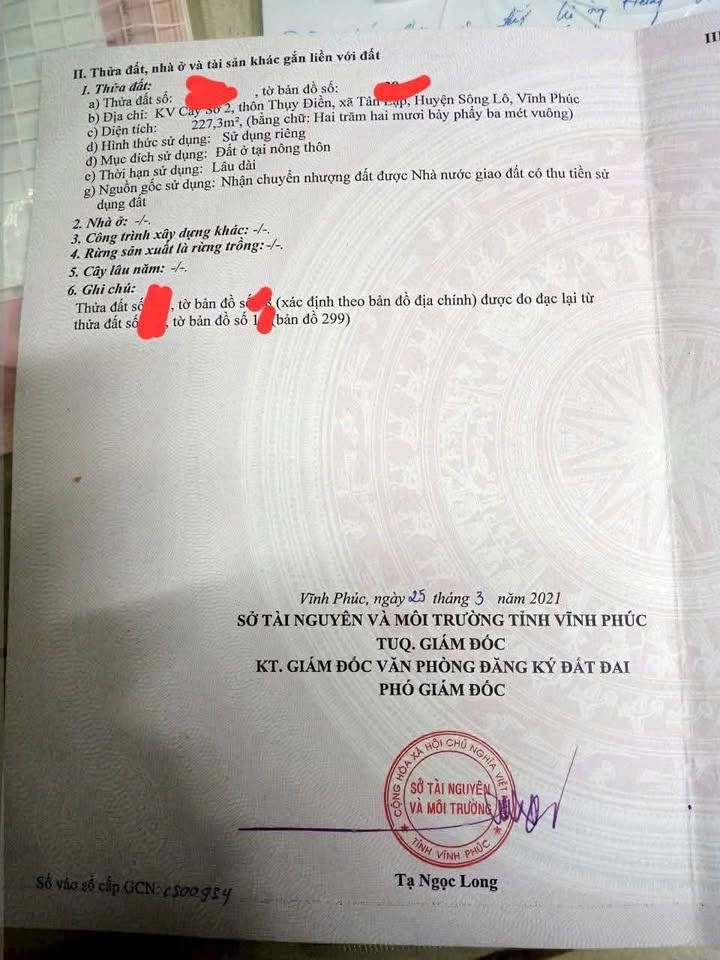 II. Thửa đất, nhà ở và tài sản khác gắn liền với đất
III
1. Thửa đất:
a) Thửa đất số: , tờ bản đồ số:
b) Địa chỉ: KV Cây Số 2, thôn Thụy Điền, xã Tân Lập, Huyện Sông Lô, Vĩnh Phúc
c) Diện tích: 227,3m², (bằng chữ: Hai trăm hai mươi bảy phẩy ba mét vuông)
d) Hình thức sử dụng: Sử dụng riêng
đ) Mục đích sử dụng: Đất ở tại nông thôn
e) Thời hạn sử dụng: Lâu dài
g) Nguồn gốc sử dụng: Nhận chuyển nhượng đất được Nhà nước giao đất có thu tiền sử
dụng đất
2. Nhà ở: -/-.
3. Công trình xây dựng khác: -/-.
4. Rừng sản xuất là rừng trồng: -/-.
5. Cây lâu năm: -/-.
6. Ghi chú:
Thửa đất số , tờ bản đồ số (xác định theo bản đồ địa chính) được đo đạc lại từ
thửa đất số , tờ bản đồ số 1 (bản đồ 299)
Vĩnh Phúc, ngày 25 tháng 3 năm 2021
SỞ TÀI NGUYÊN VÀ MÔI TRƯỜNG TỈNH VĨNH PHÚC
TUQ. GIÁM ĐỐC
KT. GIÁM ĐỐC VĂN PHÒNG ĐĂNG KÝ ĐẤT ĐAI
PHÓ GIÁM ĐỐC
CỘNG HÒA XÃ HỘI CHỦ NGHĨA VIỆT
SỞ TÀI NGUYÊN
VÀ MÔI TRƯỜNG
TỈNH VĨNH PHÚC
Tạ Ngọc Long
Số vào sổ cấp GCN: